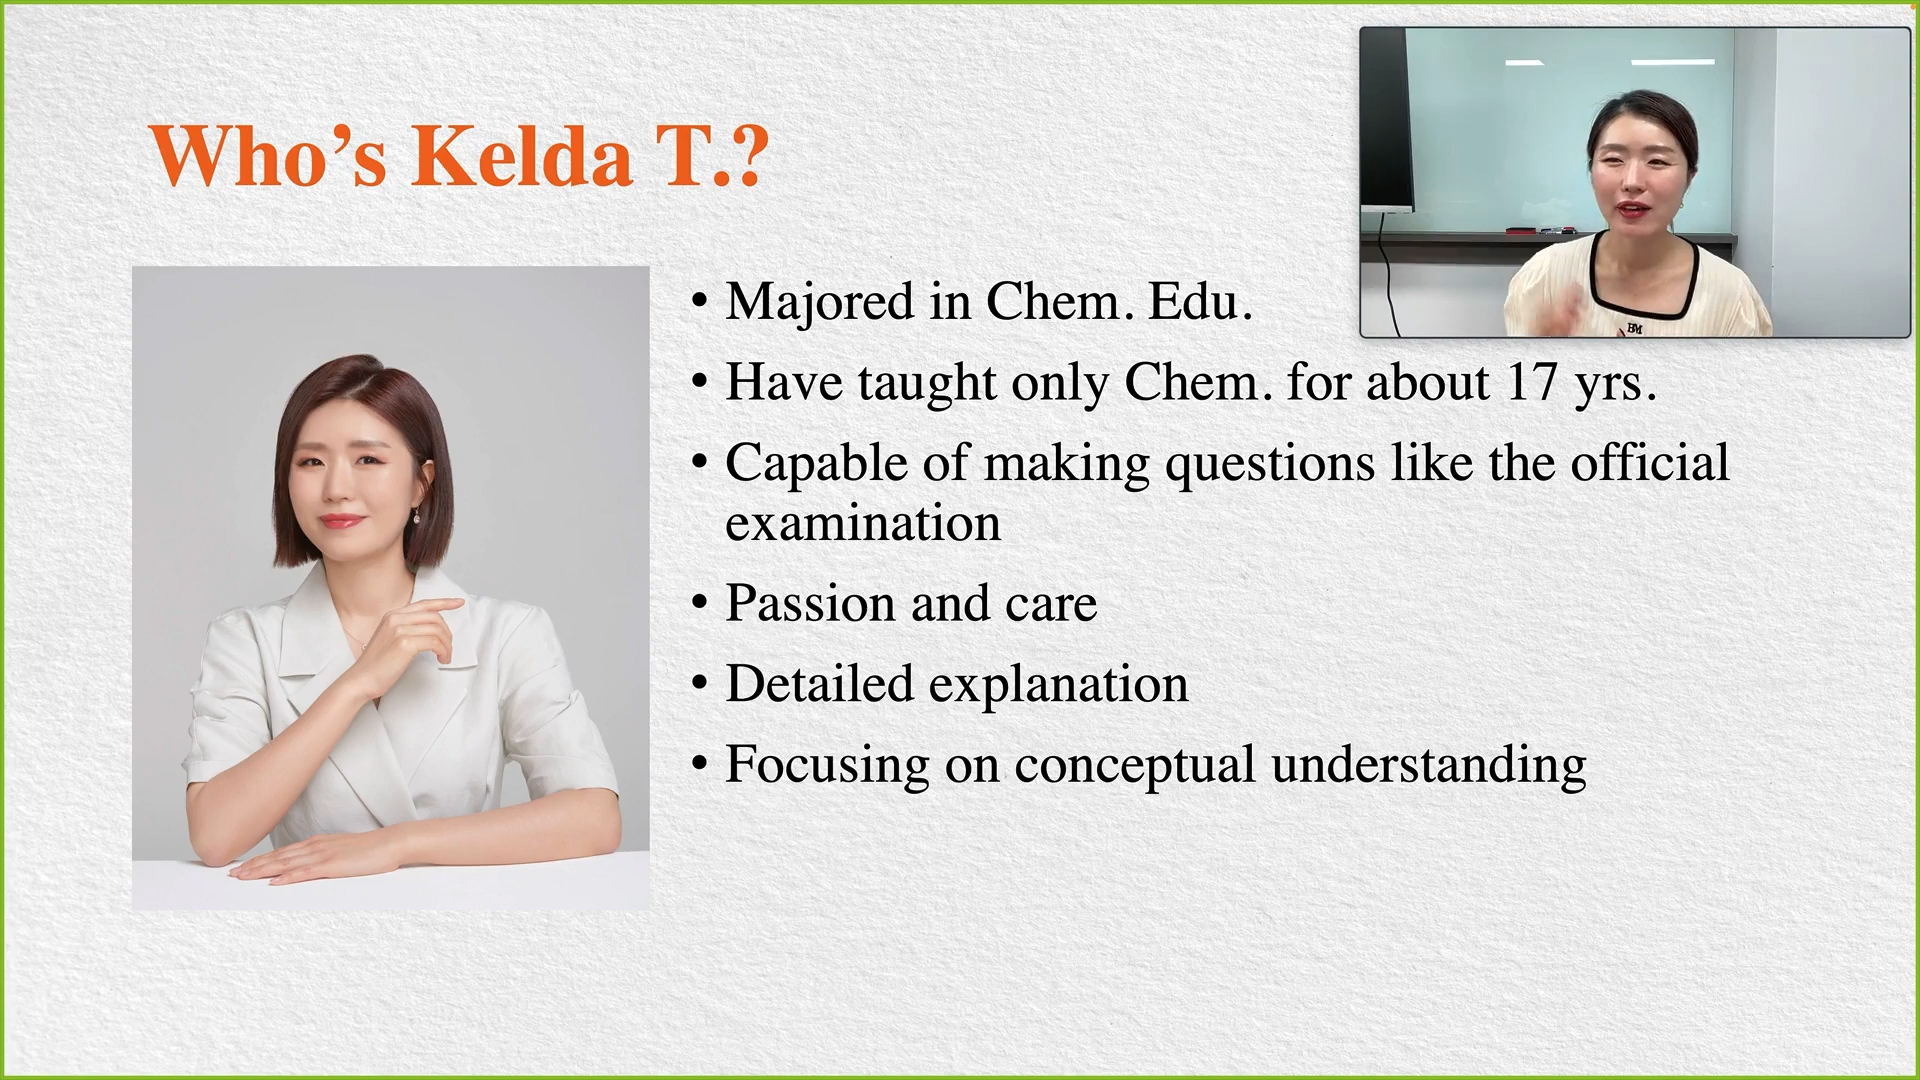 Who’s Kelda T.?
• Majored in Chem. Edu.
• Have taught only Chem. for about 17 yrs.
• Capable of making questions like the official
examination
• Passion and care
• Detailed explanation
• Focusing on conceptual understanding
BM